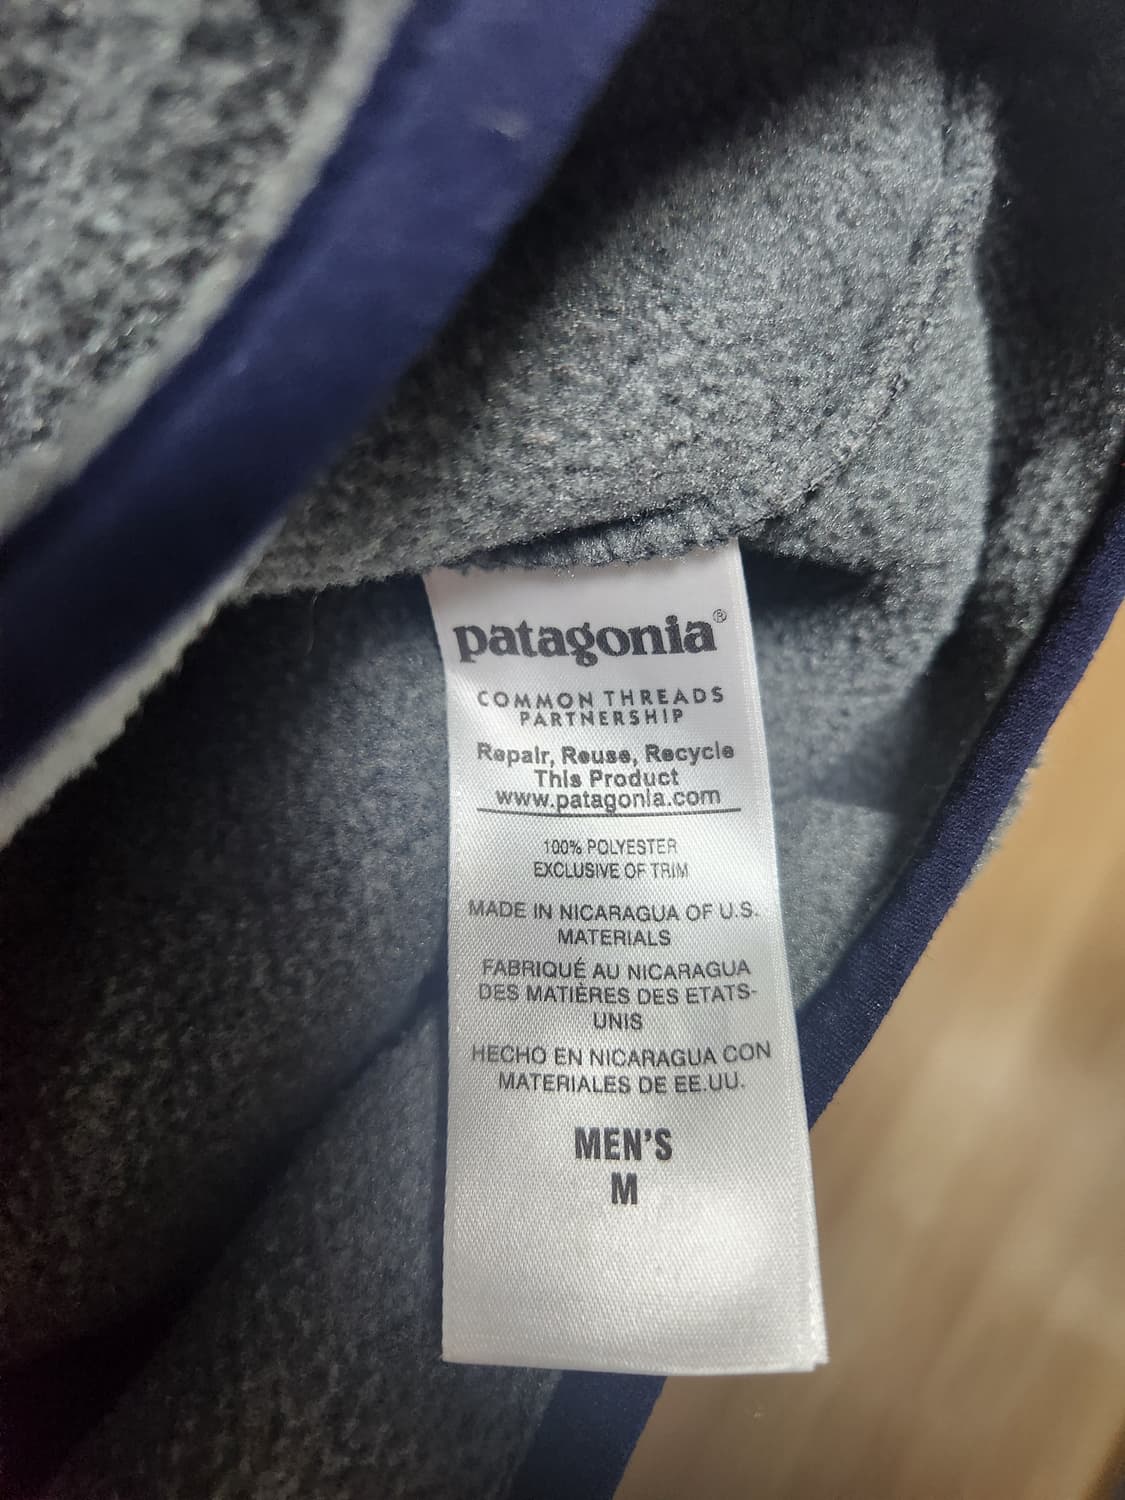 patagonia®
COMMON THREADS
PARTNERSHIP
Repair, Reuse, Recycle
This Product
www.patagonia.com
100% POLYESTER
EXCLUSIVE OF TRIM
MADE IN NICARAGUA OF U.S.
MATERIALS
FABRIQUÉ AU NICARAGUA
DES MATIÈRES DES ETATS-
UNIS
HECHO EN NICARAGUA CON
MATERIALES DE EE.UU.
MEN'S
M